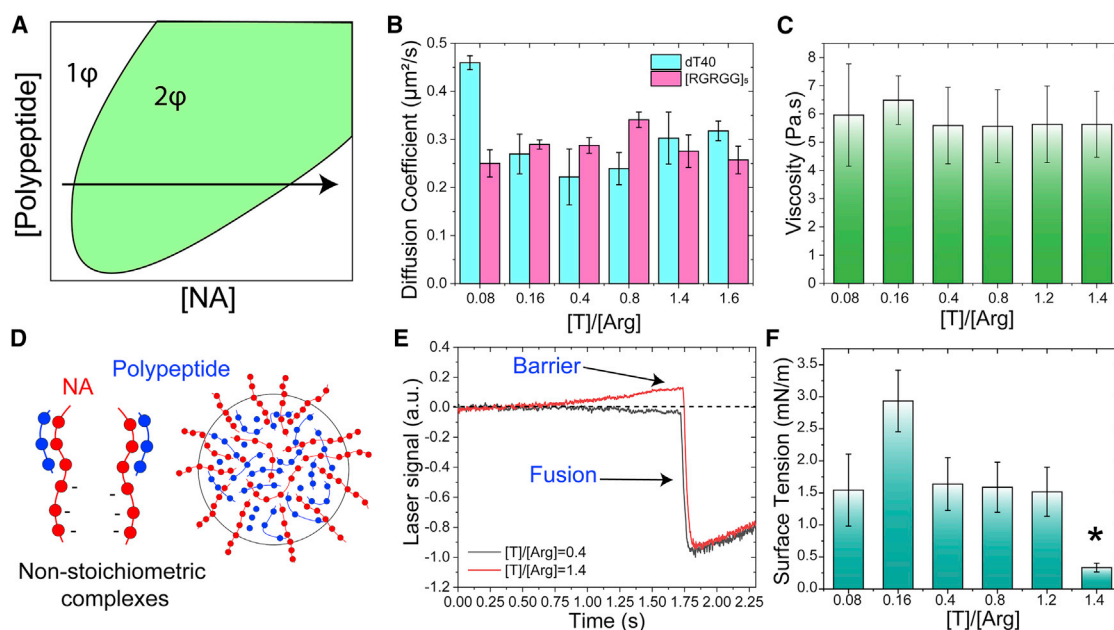 A
[Polypeptide]
1φ
2φ
[NA]
B
Diffusion Coefficient (µm²/s)
0.5
0.4
0.3
0.2
0.1
0.0
dT40
[RGRGG]₅
0.08 0.16 0.4 0.8 1.4 1.6
[T]/[Arg]
C
Viscosity (Pa.s)
8
7
6
5
4
3
2
1
0
0.08 0.16 0.4 0.8 1.2 1.4
[T]/[Arg]
D
NA
Polypeptide
- -
- -
- -
Non-stoichiometric
complexes
E
Laser signal (a.u.)
0.4
0.2
0.0
-0.2
-0.4
-0.6
-0.8
-1.0
-1.2
Barrier
Fusion
[T]/[Arg]=0.4
[T]/[Arg]=1.4
0.00 0.25 0.50 0.75 1.00 1.25 1.50 1.75 2.00 2.25
Time (s)
F
Surface Tension (mN/m)
3.5
3.0
2.5
2.0
1.5
1.0
0.5
0.0
*
0.08 0.16 0.4 0.8 1.2 1.4
[T]/[Arg]